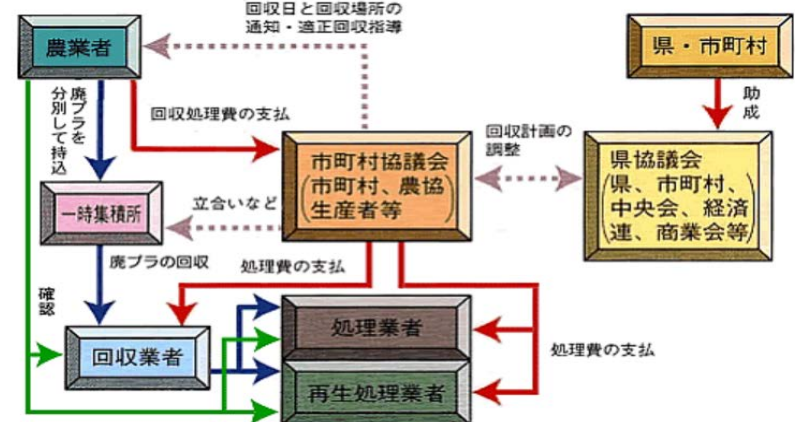 回収日と回収場所の
通知・適正回収指導
農業者
県・市町村
廃プラを
分別して持込
回収処理費の支払
助成
市町村協議会
(市町村、農協
生産者等)
回収計画の
調整
県協議会
(県、市町村、
中央会、経済
連、商業会等)
一時集積所
立合いなど
廃プラの回収
処理費の支払
確認
回収業者
処理業者
再生処理業者
処理費の支払